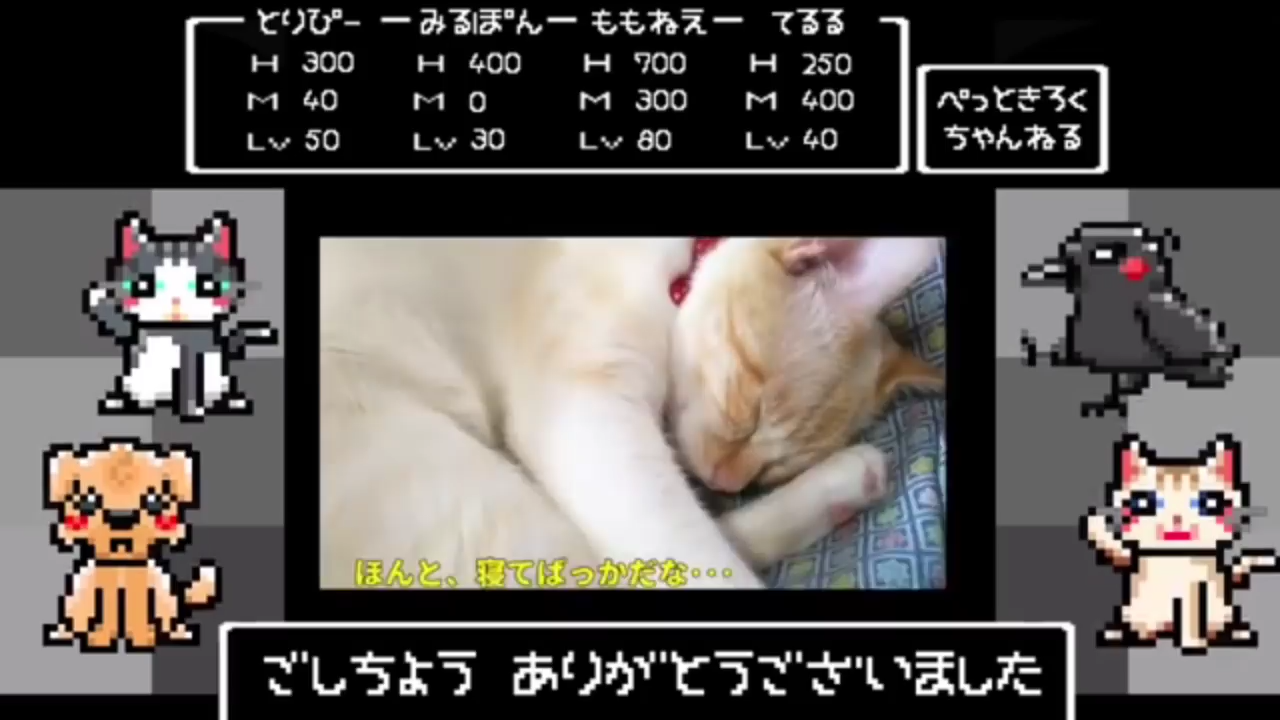 とりぴー みるぽん ももねえ てるる
H 300 H 400 H 700 H 250
M 40 M 0 M 300 M 400
Lv 50 Lv 30 Lv 80 Lv 40
ぺっときろく
ちゃんねる
ほんと、寝てばっかだな・・・
ごしちょう ありがとうございました